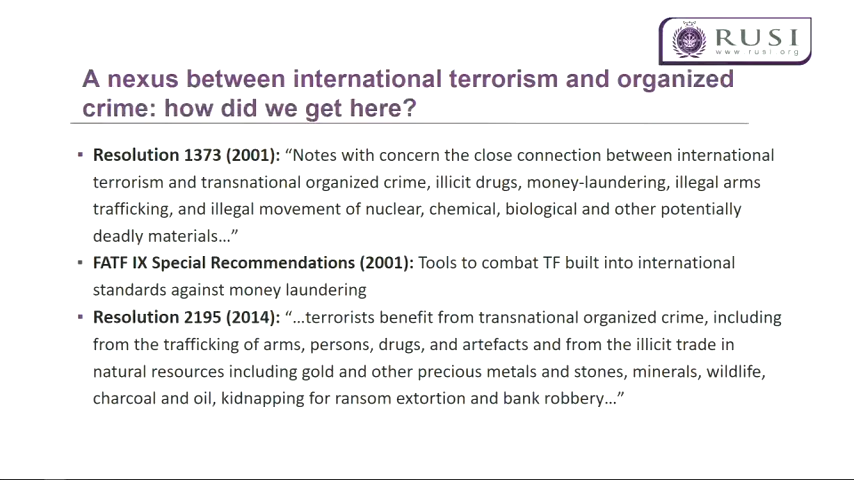 RUSI
www.rusi.org
A nexus between international terrorism and organized
crime: how did we get here?
▪ Resolution 1373 (2001): “Notes with concern the close connection between international
terrorism and transnational organized crime, illicit drugs, money-laundering, illegal arms
trafficking, and illegal movement of nuclear, chemical, biological and other potentially
deadly materials…”
▪ FATF IX Special Recommendations (2001): Tools to combat TF built into international
standards against money laundering
▪ Resolution 2195 (2014): “…terrorists benefit from transnational organized crime, including
from the trafficking of arms, persons, drugs, and artefacts and from the illicit trade in
natural resources including gold and other precious metals and stones, minerals, wildlife,
charcoal and oil, kidnapping for ransom extortion and bank robbery…”